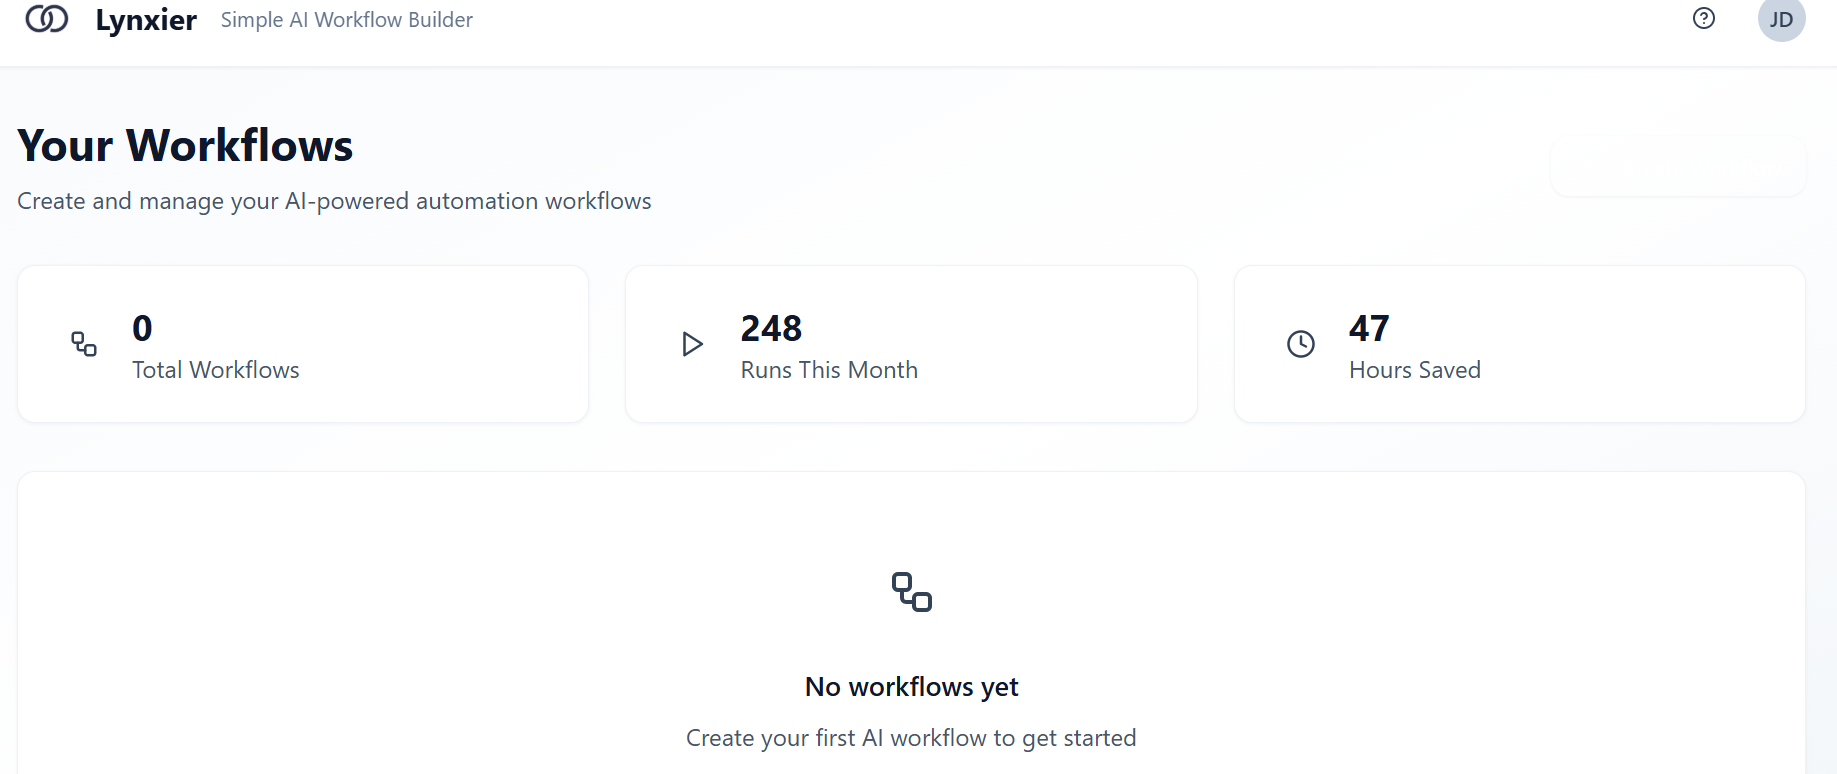 Lynxier
Simple AI Workflow Builder
JD
Your Workflows
Create and manage your AI-powered automation workflows
0
Total Workflows
248
Runs This Month
47
Hours Saved
No workflows yet
Create your first AI workflow to get started